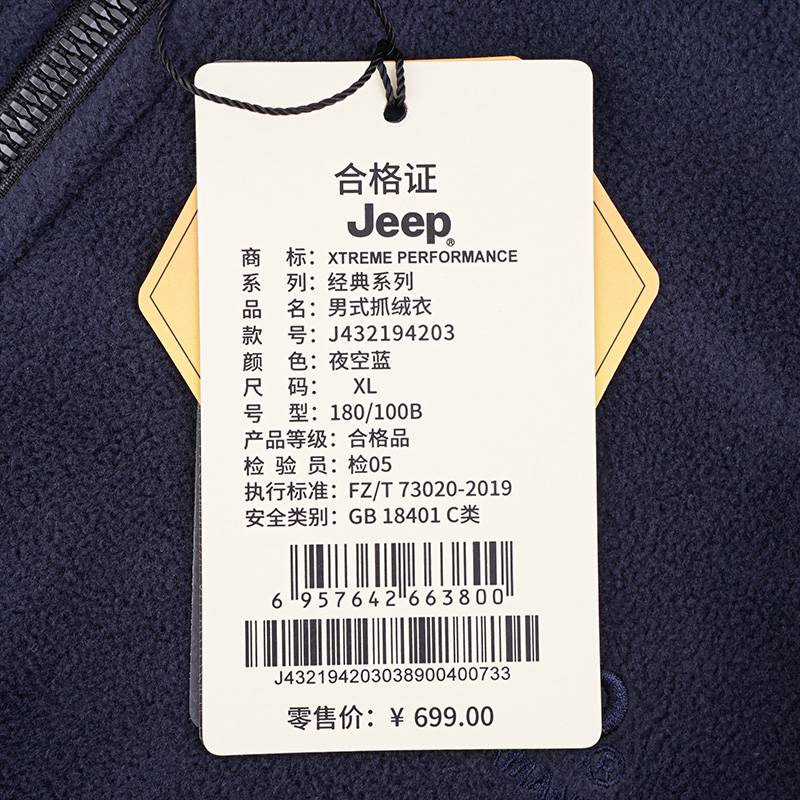 合格证
Jeep®
商 标：XTREME PERFORMANCE
系 列：经典系列
品 名：男式抓绒衣
款 号：J432194203
颜 色：夜空蓝
尺 码： XL
号 型：180/100B
产品等级：合格品
检 验 员：检05
执行标准：FZ/T 73020-2019
安全类别：GB 18401 C类
6 957642 663800
J432194203038900400733
零售价：¥ 699.00
®